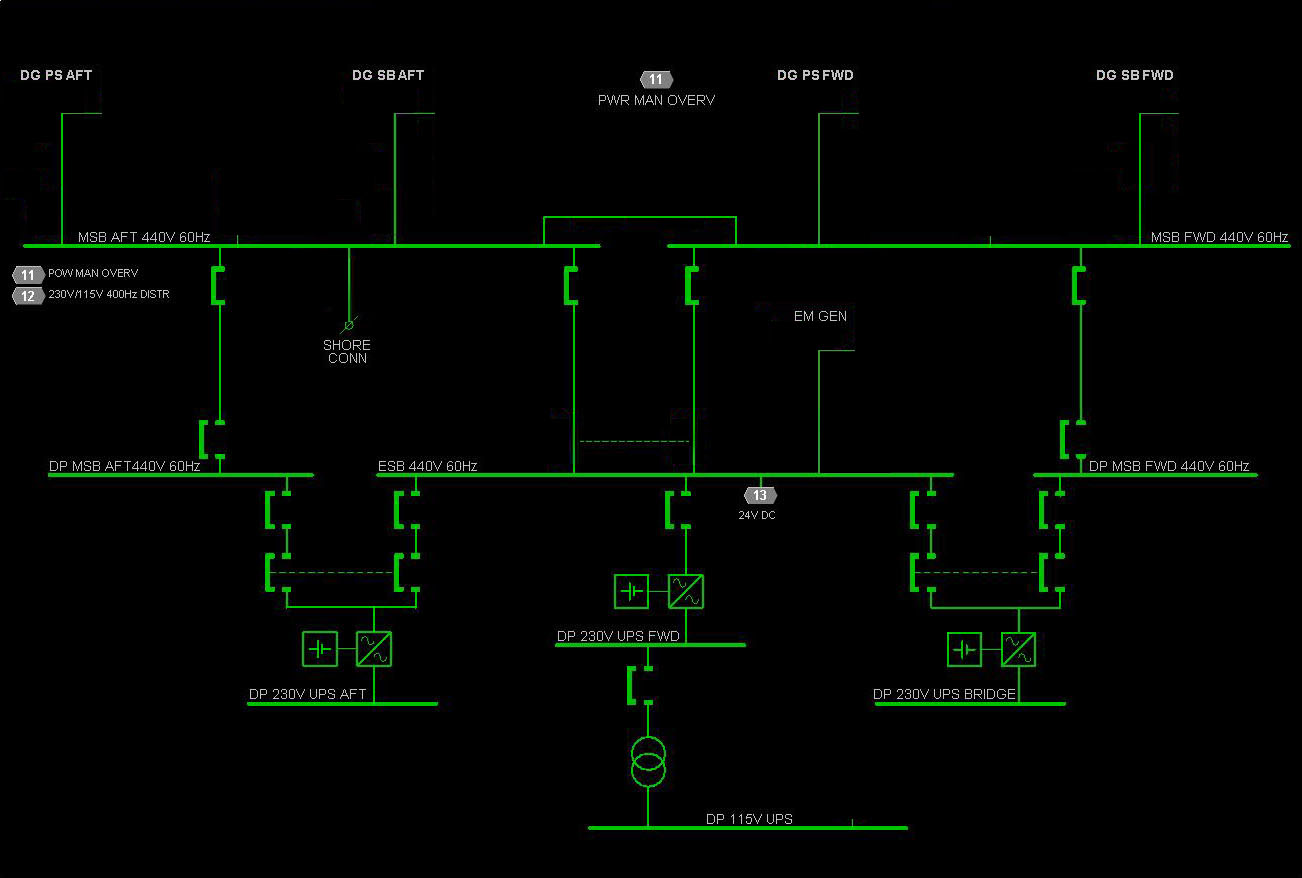 DG PS AFT
DG SB AFT
11
PWR MAN OVERV
DG PS FWD
DG SB FWD
MSB AFT 440V 60Hz
MSB FWD 440V 60Hz
11 POW MAN OVERV
12 230V/115V 400Hz DISTR
SHORE
CONN
EM GEN
DP MSB AFT440V 60Hz
ESB 440V 60Hz
DP MSB FWD 440V 60Hz
13
24V DC
DP 230V UPS FWD
DP 230V UPS AFT
DP 230V UPS BRIDGE
DP 115V UPS